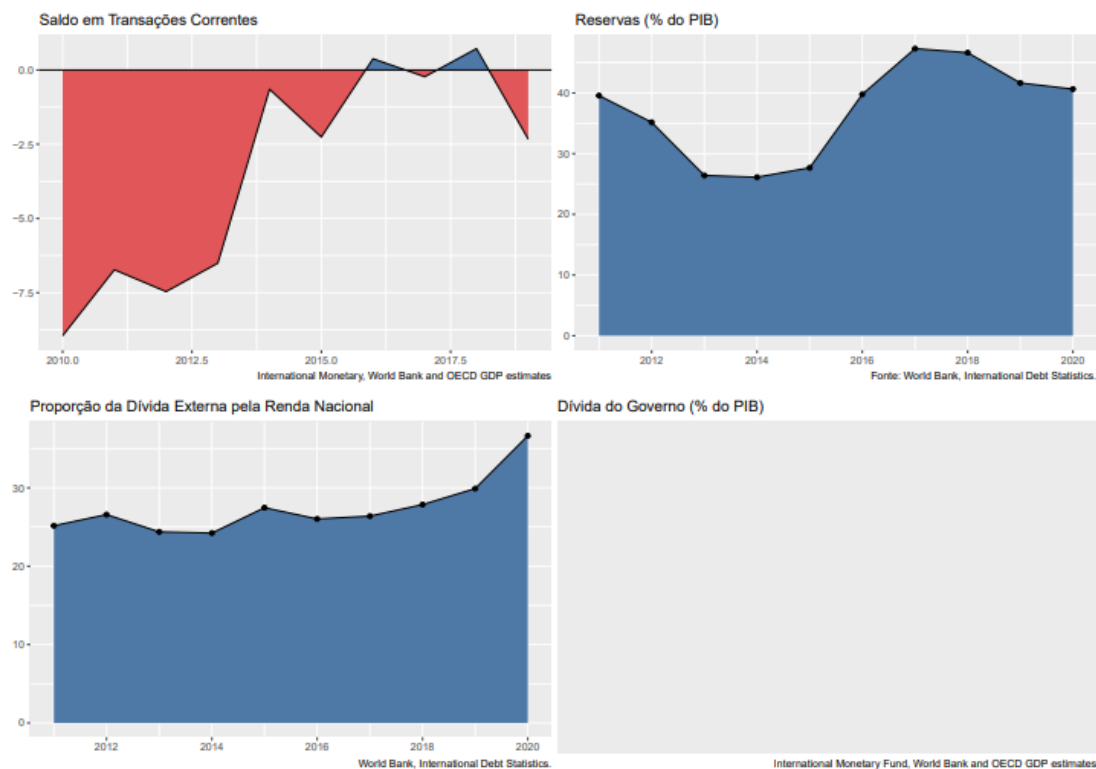 Saldo em Transações Correntes
0.0
−2.5
−5.0
−7.5
2010.0 2012.5 2015.0 2017.5
International Monetary, World Bank and OECD GDP estimates
Reservas (% do PIB)
40
30
20
10
0
2012 2014 2016 2018 2020
Fonte: World Bank, International Debt Statistics.
Proporção da Dívida Externa pela Renda Nacional
30
20
10
0
2012 2014 2016 2018 2020
World Bank, International Debt Statistics.
Dívida do Governo (% do PIB)
International Monetary Fund, World Bank and OECD GDP estimates